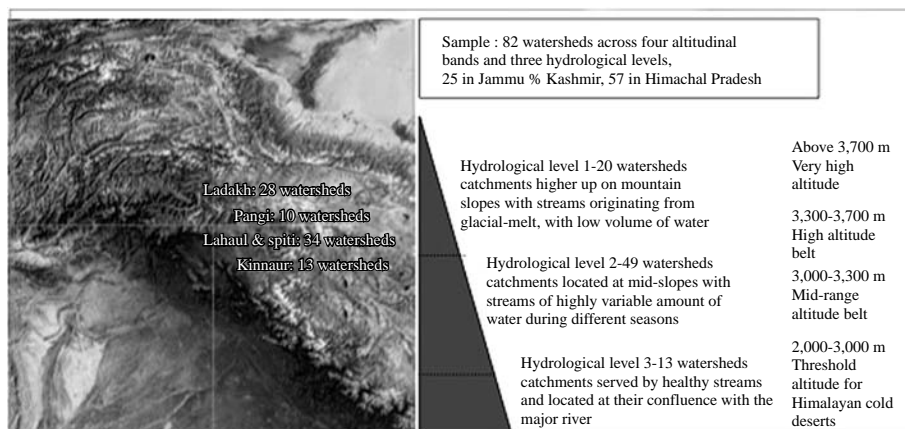 Sample : 82 watersheds across four altitudinal
bands and three hydrological levels,
25 in Jammu % Kashmir, 57 in Himachal Pradesh
Ladakh: 28 watersheds
Pangi: 10 watersheds
Lahaul & spiti: 34 watersheds
Kinnaur: 13 watersheds
Hydrological level 1-20 watersheds
catchments higher up on mountain
slopes with streams originating from
glacial-melt, with low volume of water
Hydrological level 2-49 watersheds
catchments located at mid-slopes with
streams of highly variable amount of
water during different seasons
Hydrological level 3-13 watersheds
catchments served by healthy streams
and located at their confluence with the
major river
Above 3,700 m
Very high
altitude
3,300-3,700 m
High altitude
belt
3,000-3,300 m
Mid-range
altitude belt
2,000-3,000 m
Threshold
altitude for
Himalayan cold
deserts